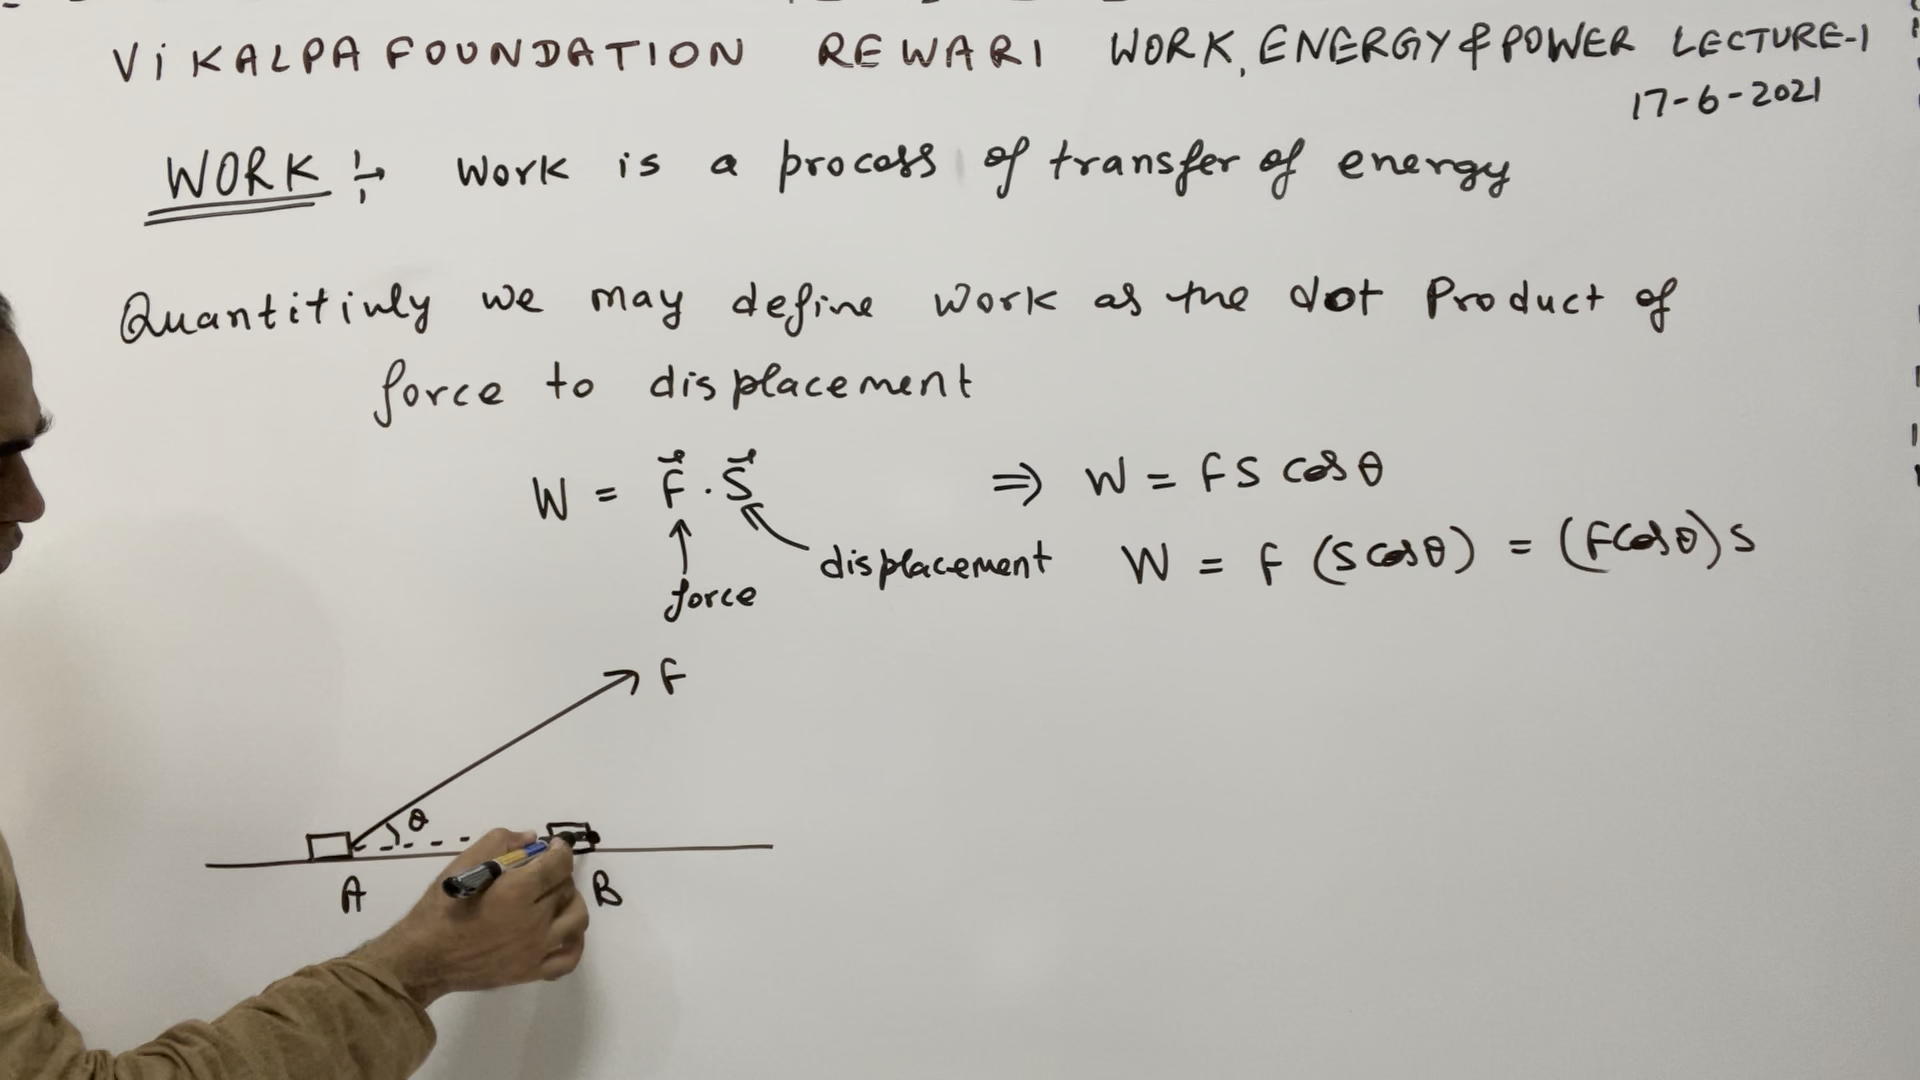 ViKALPA FOUNDATION REWARI WORK, ENERGY & POWER LECTURE-1
17-6-2021
WORK :→ Work is a process of transfer of energy
Quantitivly we may define work as the dot Product of
force to displacement
W = F⃗ . S⃗ ⇒ W = FS cosθ
displacement W = F (S cosθ) = (F cosθ) S
force
F
θ
A B